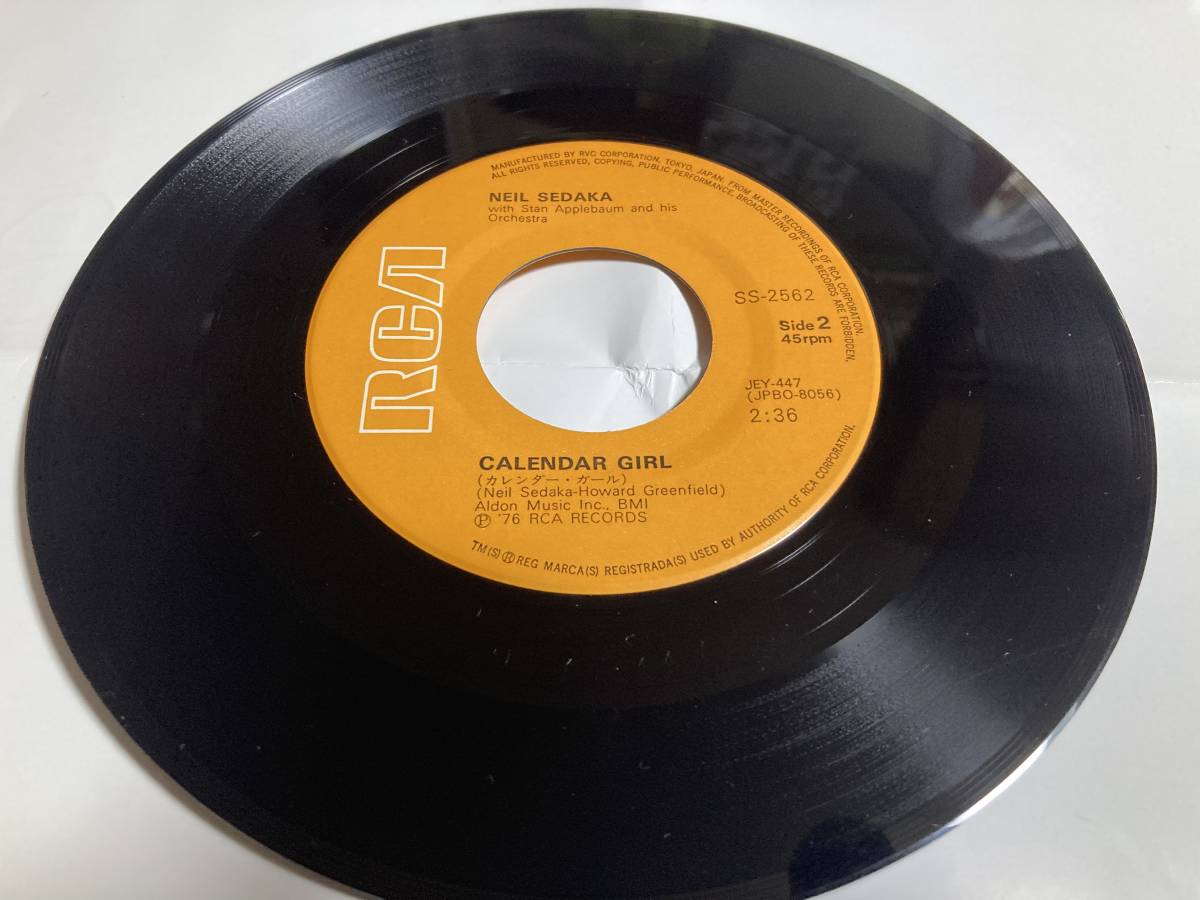 MANUFACTURED BY RVC CORPORATION, TOKYO, JAPAN. FROM MASTER RECORDINGS OF RCA CORPORATION.
ALL RIGHTS RESERVED, COPYING, PUBLIC PERFORMANCE, BROADCASTING OF THESE RECORDS ARE FORBIDDEN.
NEIL SEDAKA
with Stan Applebaum and his
Orchestra
RCA
SS-2562
Side 2
45rpm
JEY-447
(JPBO-8056)
2:36
CALENDAR GIRL
(カレンダー・ガール)
(Neil Sedaka-Howard Greenfield)
Aldon Music Inc., BMI
Ⓟ '76 RCA RECORDS
TM(S)®REG MARCA(S) REGISTRADA(S) USED BY AUTHORITY OF RCA CORPORATION.